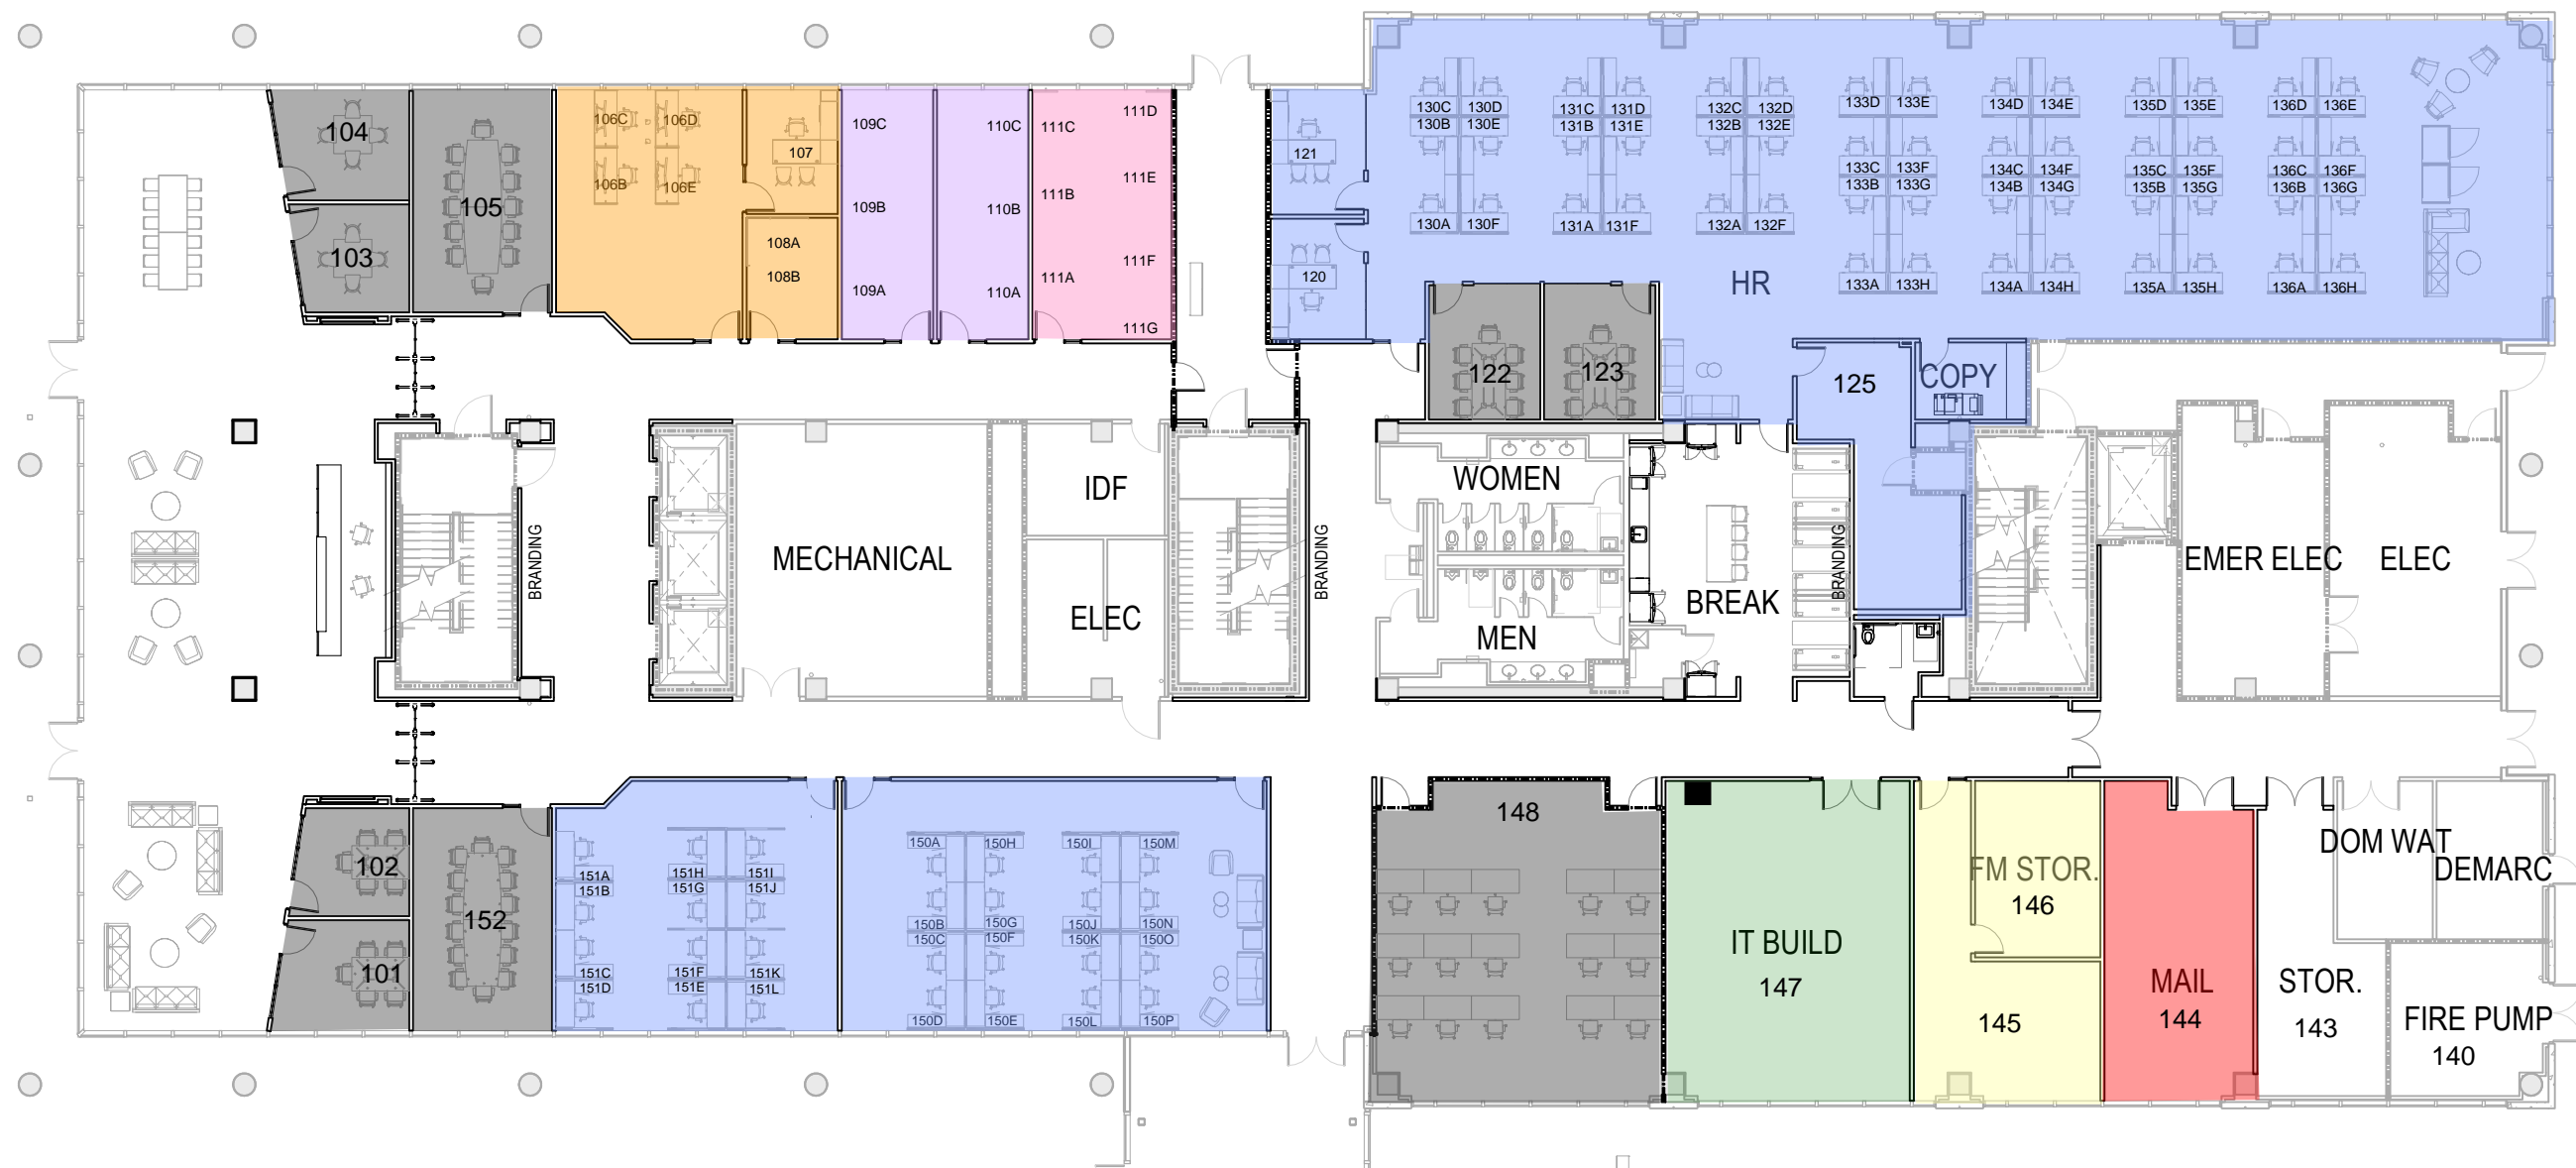 130C 130D
130B 130E
130A 130F
131C 131D
131B 131E
131A 131F
132C 132D
132B 132E
132A 132F
133D 133E
133C 133F
133B 133G
133A 133H
134D 134E
134C 134F
134B 134G
134A 134H
135D 135E
135C 135F
135B 135G
135A 135H
136D 136E
136C 136F
136B 136G
136A 136H
104
103
105
106C 106D
106B 106E
107
108A
108B
109C
109B
109A
110C
110B
110A
111D
111C
111E
111B
111F
111A
111G
121
120
HR
122
123
125
COPY
BRANDING
MECHANICAL
IDF
ELEC
BRANDING
WOMEN
MEN
BREAK
BRANDING
EMER ELEC
ELEC
102
101
152
151A
151B
151C
151D
151H 151I
151G 151J
151F 151K
151E 151L
150A 150H
150B 150G
150C 150F
150D 150E
150I 150M
150J 150N
150K 150O
150L 150P
148
IT BUILD
147
FM STOR.
146
145
MAIL
144
STOR.
143
DOM WAT
DEMARC
FIRE PUMP
140